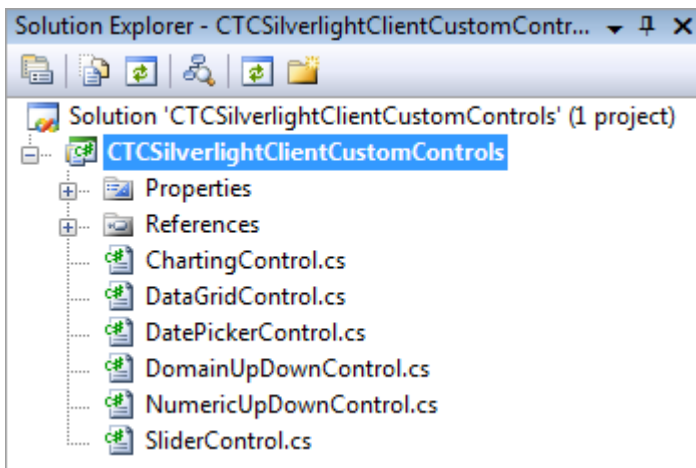 Solution Explorer - CTCSilverlightClientCustomContr...
Solution 'CTCSilverlightClientCustomControls' (1 project)
CTCSilverlightClientCustomControls
Properties
References
ChartingControl.cs
DataGridControl.cs
DatePickerControl.cs
DomainUpDownControl.cs
NumericUpDownControl.cs
SliderControl.cs